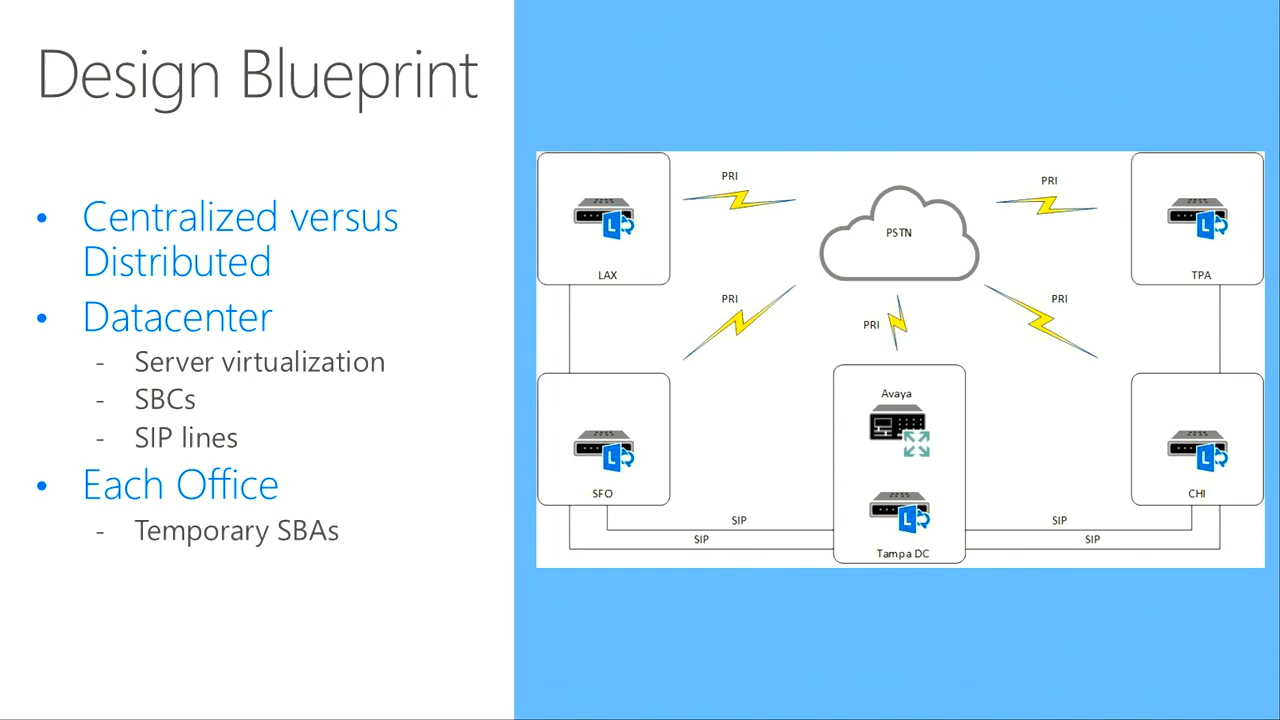 Design Blueprint
• Centralized versus
Distributed
• Datacenter
- Server virtualization
- SBCs
- SIP lines
• Each Office
- Temporary SBAs
PRI
PRI
PSTN
LAX
TPA
PRI
PRI
PRI
Avaya
L
L
L
L
L
SFO
CHI
SIP
SIP
SIP
SIP
Tampa DC